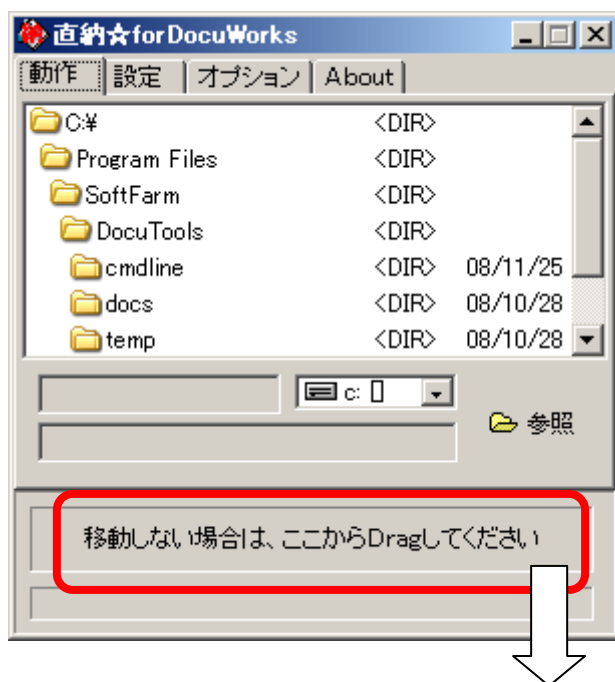 直納☆forDocuWorks
動作 設定 オプション About
C:¥ <DIR>
Program Files <DIR>
SoftFarm <DIR>
DocuTools <DIR>
cmdline <DIR> 08/11/25
docs <DIR> 08/10/28
temp <DIR> 08/10/28
c: []
参照
移動しない場合は、ここからDragしてください